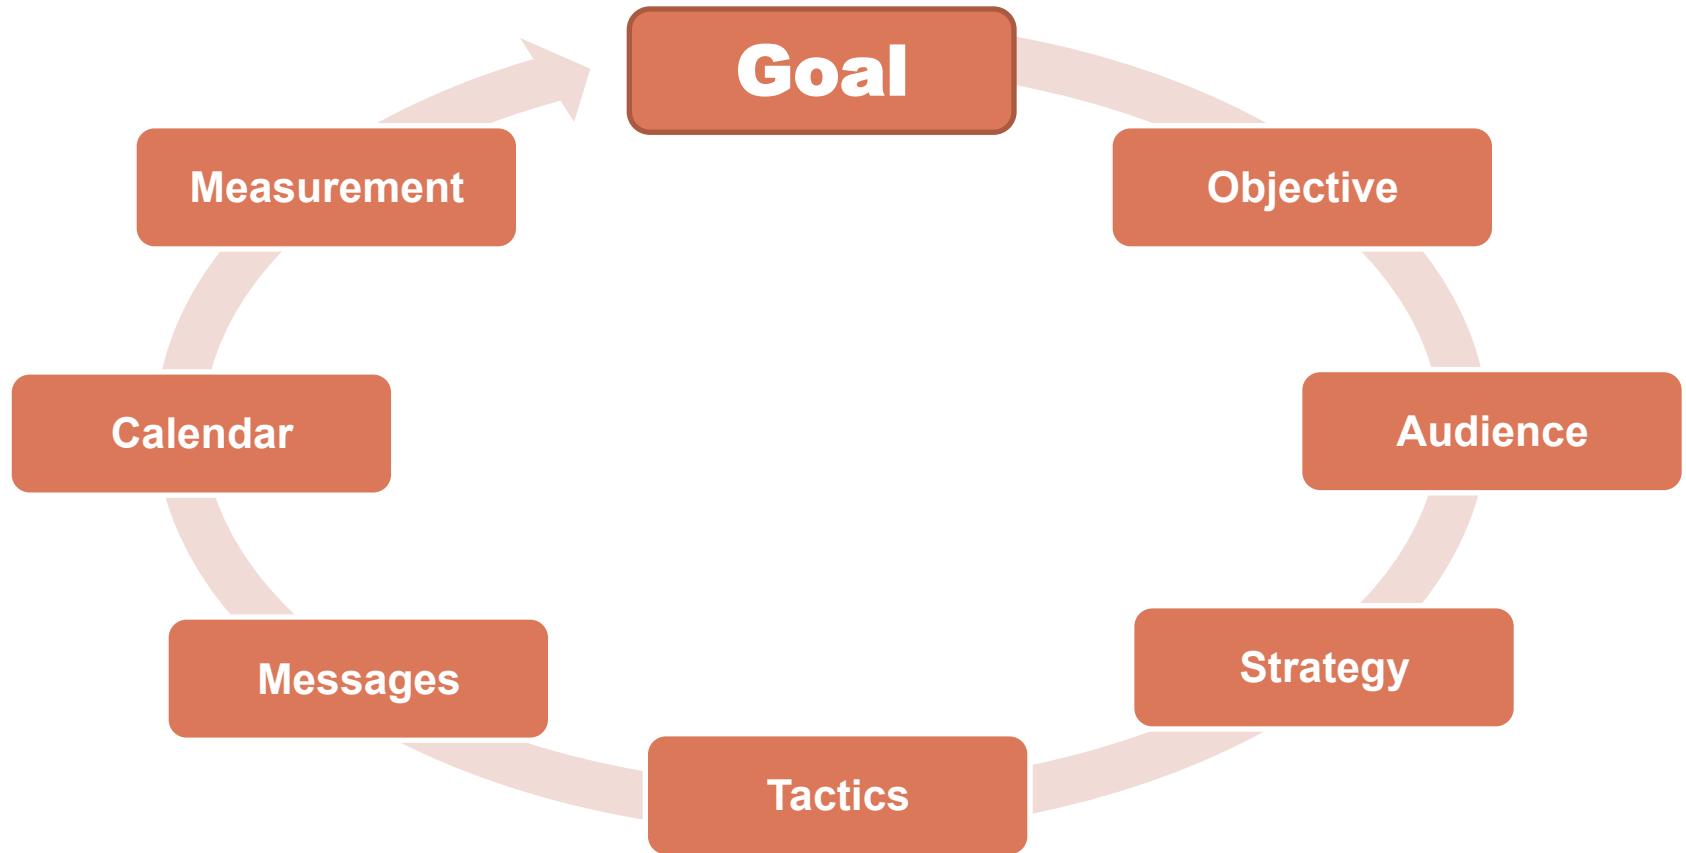 Goal
Objective
Audience
Strategy
Tactics
Messages
Calendar
Measurement